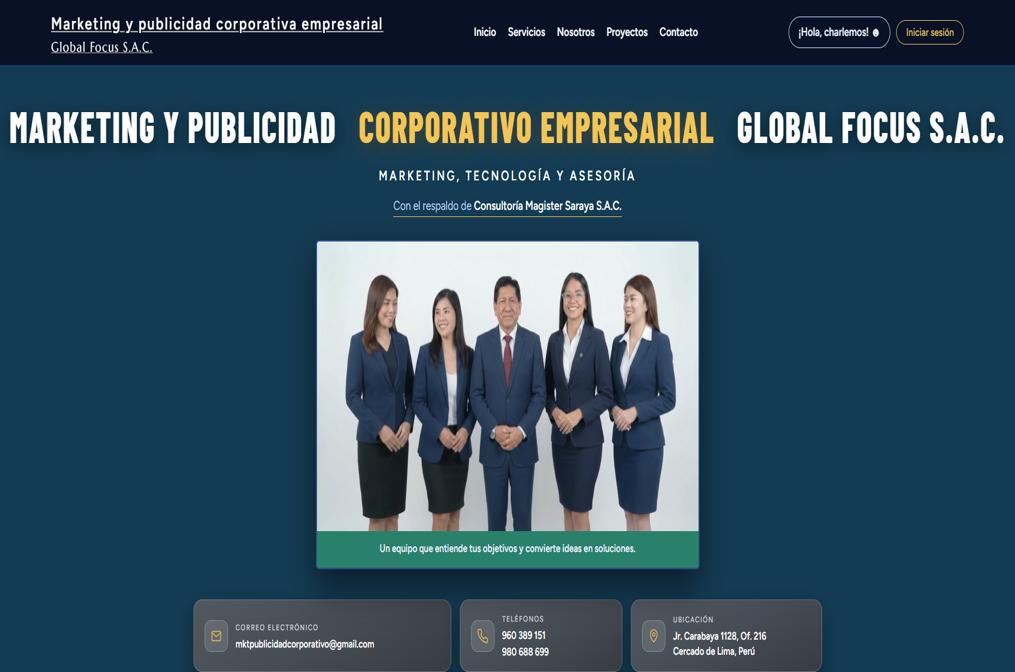 Marketing y publicidad corporativa empresarial
Global Focus S.A.C.
Inicio Servicios Nosotros Proyectos Contacto
¡Hola, charlemos!
Iniciar sesión
MARKETING Y PUBLICIDAD CORPORATIVO EMPRESARIAL GLOBAL FOCUS S.A.C.
MARKETING, TECNOLOGÍA Y ASESORÍA
Con el respaldo de Consultoría Magister Saraya S.A.C.
Un equipo que entiende tus objetivos y convierte ideas en soluciones.
CORREO ELECTRÓNICO
mktpublicidadcorporativo@gmail.com
TELÉFONOS
960 389 151
980 688 699
UBICACIÓN
Jr. Carabaya 1128, Of. 216
Cercado de Lima, Perú